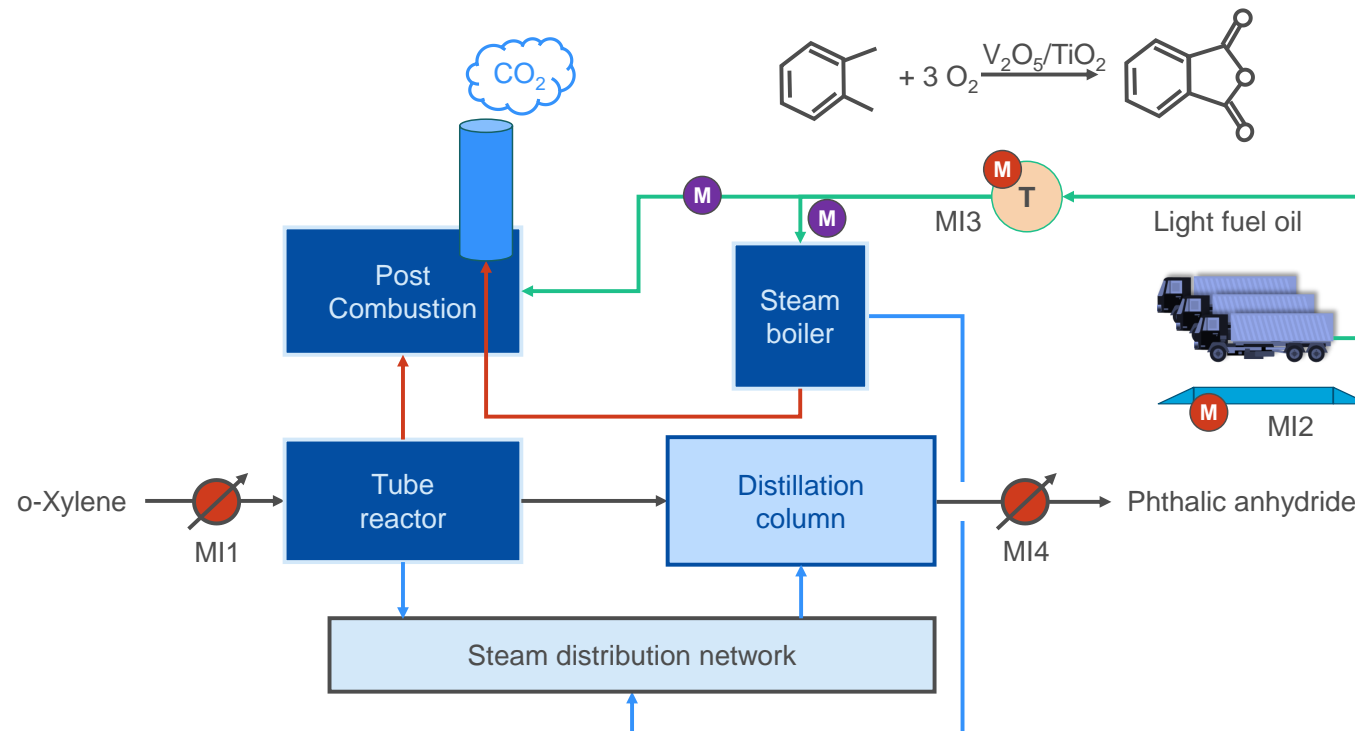 CO₂
+ 3 O₂
V₂O₅/TiO₂
M
M
M
T
MI3
Light fuel oil
Post
Combustion
Steam
boiler
M
MI2
o-Xylene
MI1
Tube
reactor
Distillation
column
MI4
Phthalic anhydride
Steam distribution network